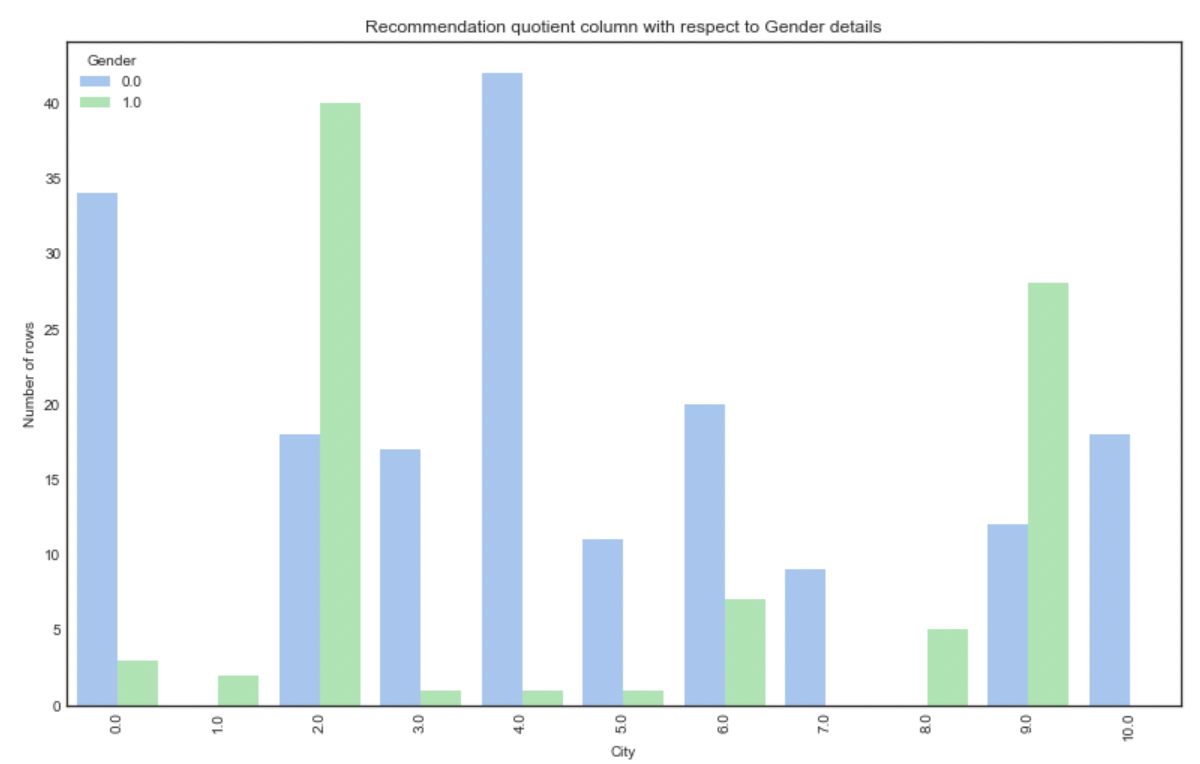 Recommendation quotient column with respect to Gender details
Gender
0.0
1.0
40
35
30
25
20
15
10
5
0
Number of rows
0.0 1.0 2.0 3.0 4.0 5.0 6.0 7.0 8.0 9.0 10.0
City